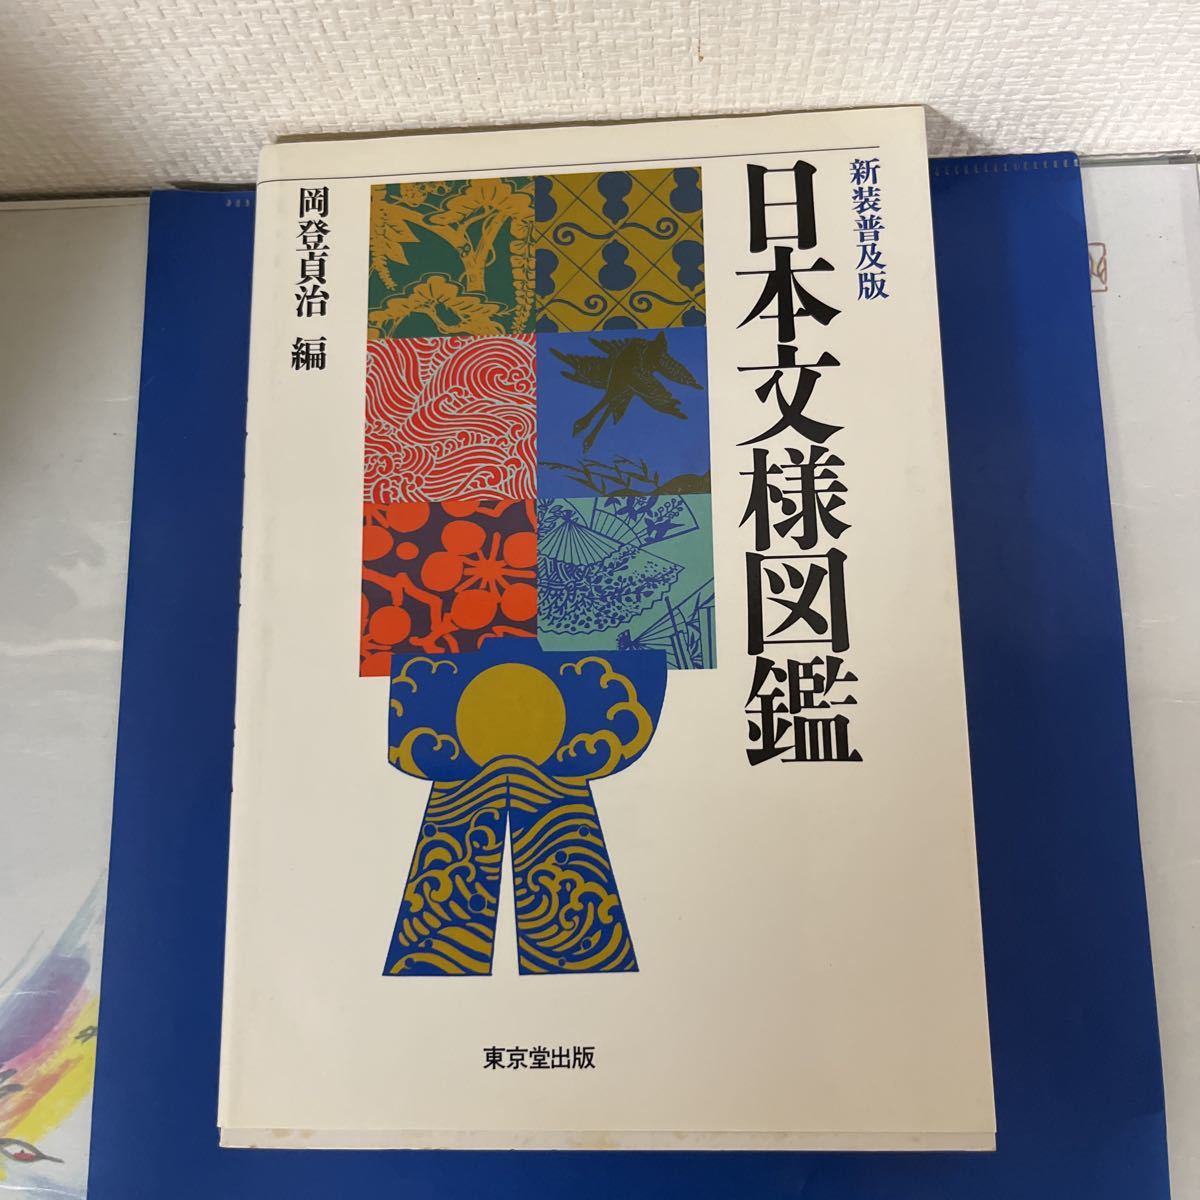 新装普及版
日本文様図鑑
岡登貞治 編
東京堂出版